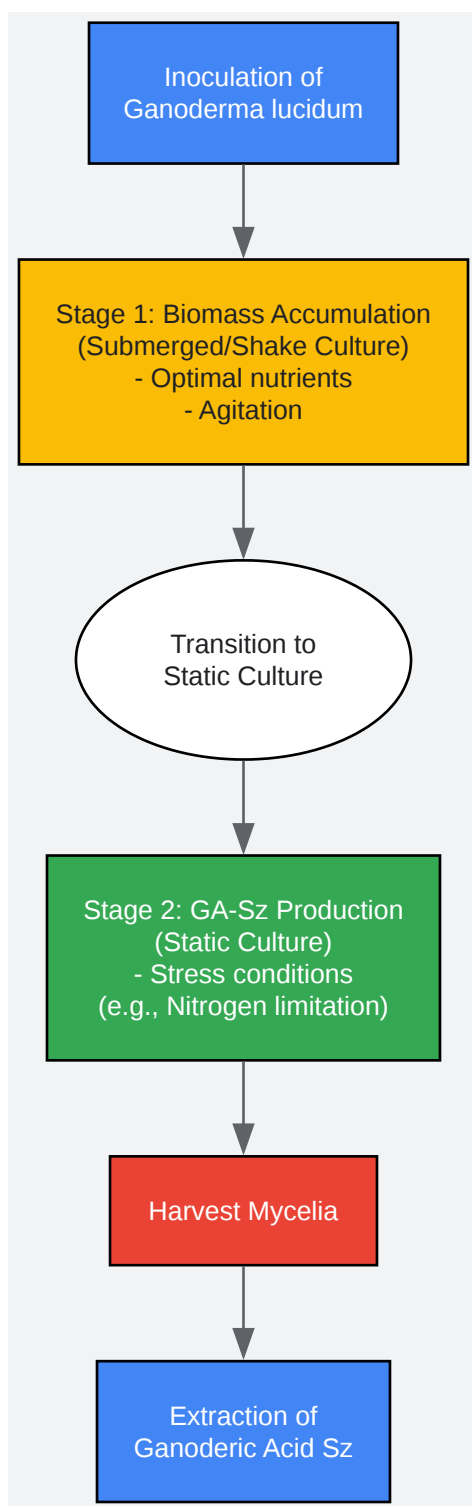 Inoculation of
Ganoderma lucidum
Stage 1: Biomass Accumulation
(Submerged/Shake Culture)
- Optimal nutrients
- Agitation
Transition to
Static Culture
Stage 2: GA-Sz Production
(Static Culture)
- Stress conditions
(e.g., Nitrogen limitation)
Harvest Mycelia
Extraction of
Ganoderic Acid Sz